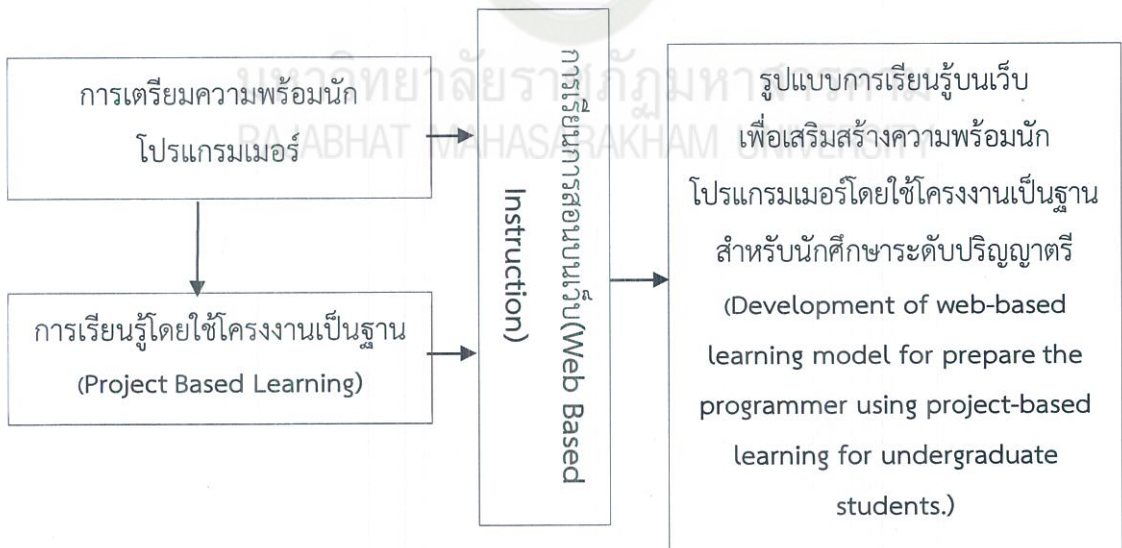 การเตรียมความพร้อมนัก
โปรแกรมเมอร์
การเรียนรู้โดยใช้โครงงานเป็นฐาน
(Project Based Learning)
การเรียนการสอนบนเว็บ(Web Based
Instruction)
รูปแบบการเรียนรู้บนเว็บ
เพื่อเสริมสร้างความพร้อมนัก
โปรแกรมเมอร์โดยใช้โครงงานเป็นฐาน
สำหรับนักศึกษาระดับปริญญาตรี
(Development of web-based
learning model for prepare the
programmer using project-based
learning for undergraduate
students.)
มหาวิทยาลัยราชภัฏมหาสารคาม
RAJABHAT MAHASARAKHAM UNIVERSITY